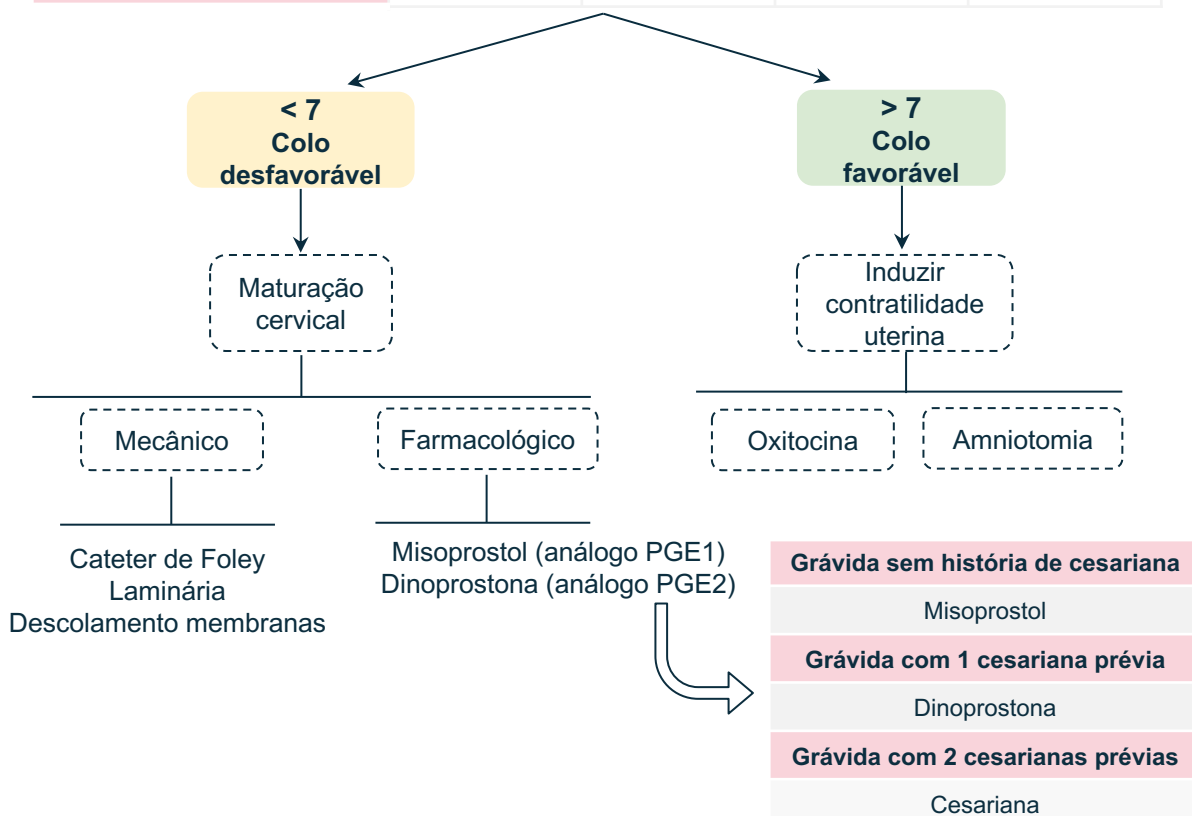 < 7
Colo
desfavorável
> 7
Colo
favorável
Maturação
cervical
Induzir
contratilidade
uterina
Mecânico
Farmacológico
Oxitocina
Amniotomia
Cateter de Foley
Laminária
Descolamento membranas
Misoprostol (análogo PGE1)
Dinoprostona (análogo PGE2)
Grávida sem história de cesariana
Misoprostol
Grávida com 1 cesariana prévia
Dinoprostona
Grávida com 2 cesarianas prévias
Cesariana